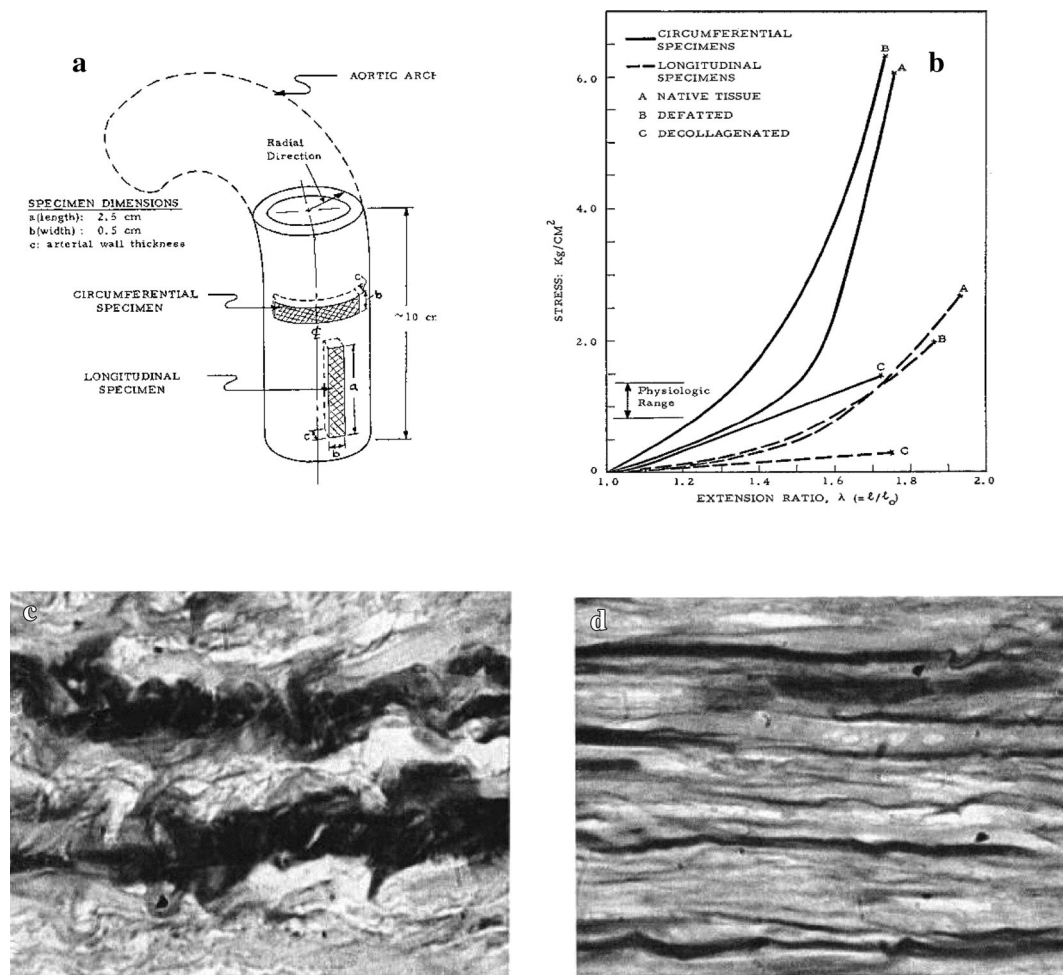 a
AORTIC ARCH
Radial
Direction
SPECIMEN DIMENSIONS
a(length): 2.5 cm
b(width) : 0.5 cm
c: arterial wall thickness
c
b
CIRCUMFERENTIAL
SPECIMEN
~10 cm
℄
LONGITUDINAL
SPECIMEN
a
c
b
b
CIRCUMFERENTIAL
SPECIMENS
LONGITUDINAL
SPECIMENS
A NATIVE TISSUE
B DEFATTED
C DECOLLAGENATED
B
A
A
B
C
C
Physiologic
Range
STRESS: Kg/CM²
6.0
4.0
2.0
0
1.0 1.2 1.4 1.6 1.8 2.0
EXTENSION RATIO, λ (=ℓ/ℓ₀)
c
d